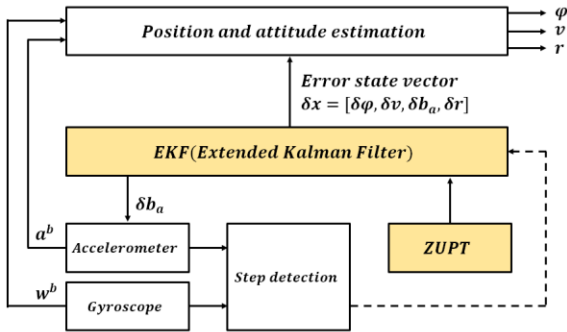 Position and attitude estimation
φ
v
r
Error state vector
δx = [δφ, δv, δb_a, δr]
EKF(Extended Kalman Filter)
δb_a
a^b
Accelerometer
Step detection
ZUPT
w^b
Gyroscope